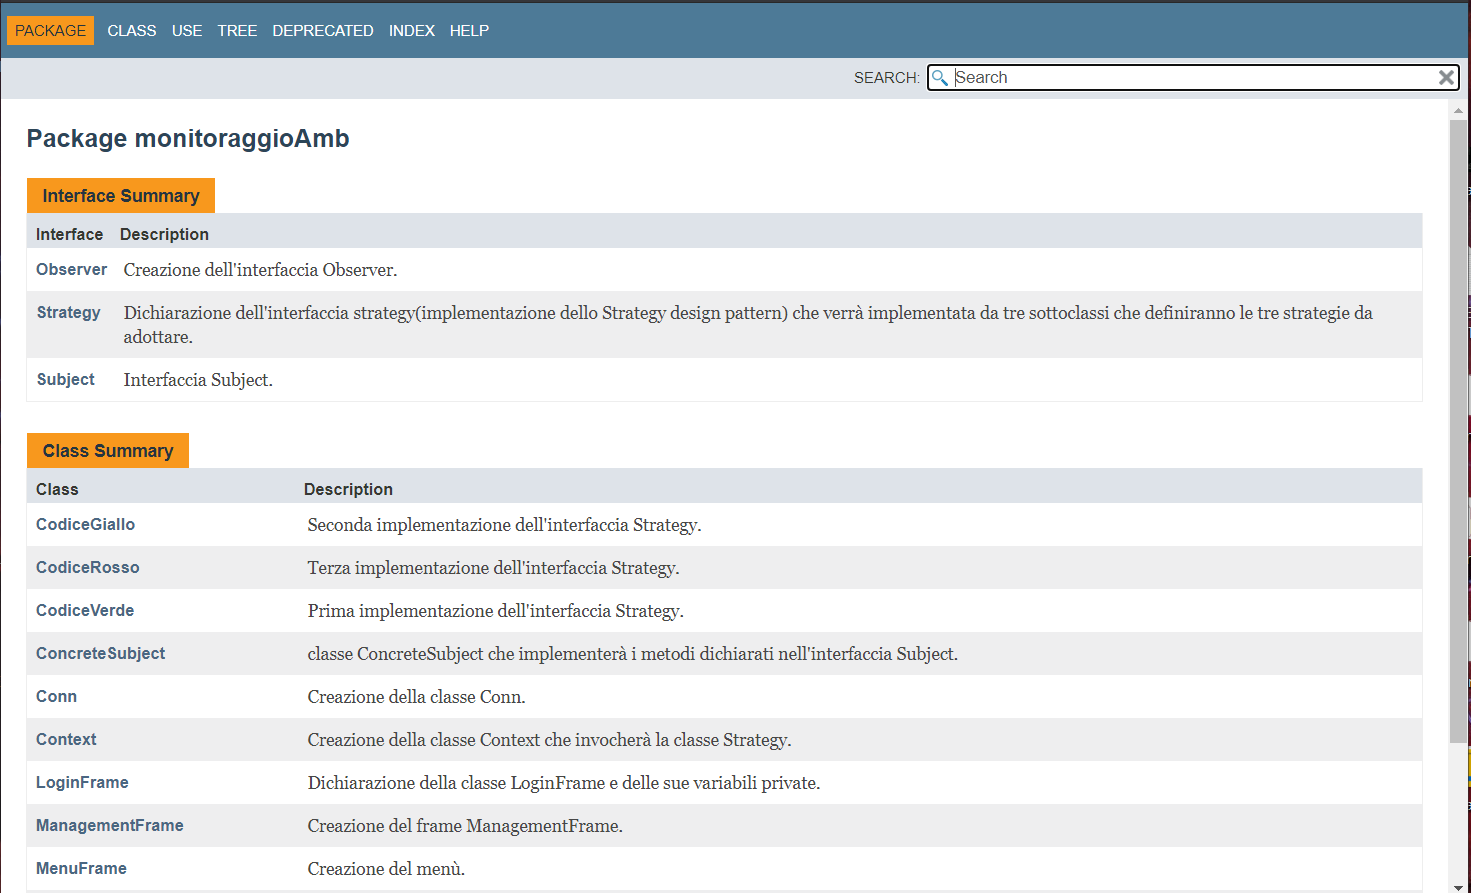 PACKAGE CLASS USE TREE DEPRECATED INDEX HELP
SEARCH: Search
Package monitoraggioAmb
Interface Summary
Interface Description
Observer Creazione dell'interfaccia Observer.
Strategy Dichiarazione dell'interfaccia strategy(implementazione dello Strategy design pattern) che verrà implementata da tre sottoclassi che definiranno le tre strategie da
adottare.
Subject Interfaccia Subject.
Class Summary
Class Description
CodiceGiallo Seconda implementazione dell'interfaccia Strategy.
CodiceRosso Terza implementazione dell'interfaccia Strategy.
CodiceVerde Prima implementazione dell'interfaccia Strategy.
ConcreteSubject classe ConcreteSubject che implementerà i metodi dichiarati nell'interfaccia Subject.
Conn Creazione della classe Conn.
Context Creazione della classe Context che invocherà la classe Strategy.
LoginFrame Dichiarazione della classe LoginFrame e delle sue variabili private.
ManagementFrame Creazione del frame ManagementFrame.
MenuFrame Creazione del menù.